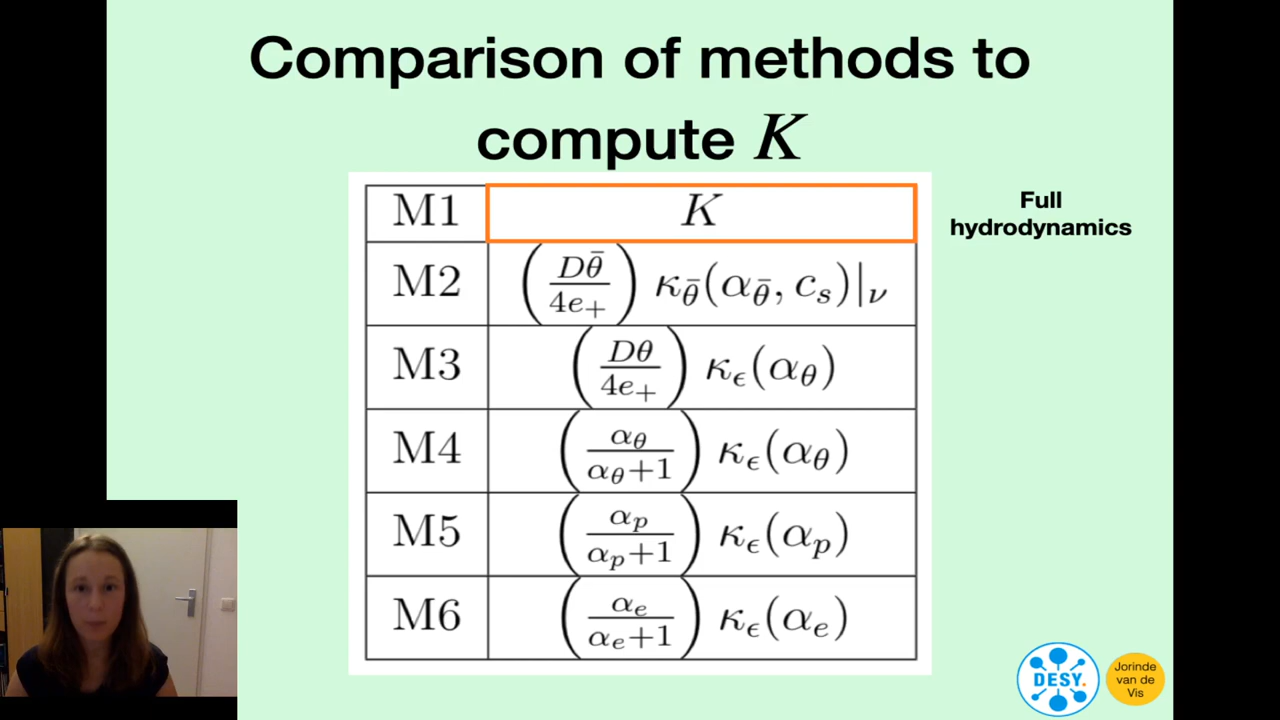 Comparison of methods to
compute K
M1 K
Full
hydrodynamics
M2 (Dθ̄/4e₊) κ_θ̄(α_θ̄, c_s)|_ν
M3 (Dθ/4e₊) κ_ϵ(α_θ)
M4 (α_θ/α_θ+1) κ_ϵ(α_θ)
M5 (α_p/α_p+1) κ_ϵ(α_p)
M6 (α_e/α_e+1) κ_ϵ(α_e)
DESY.
Jorinde
van de
Vis